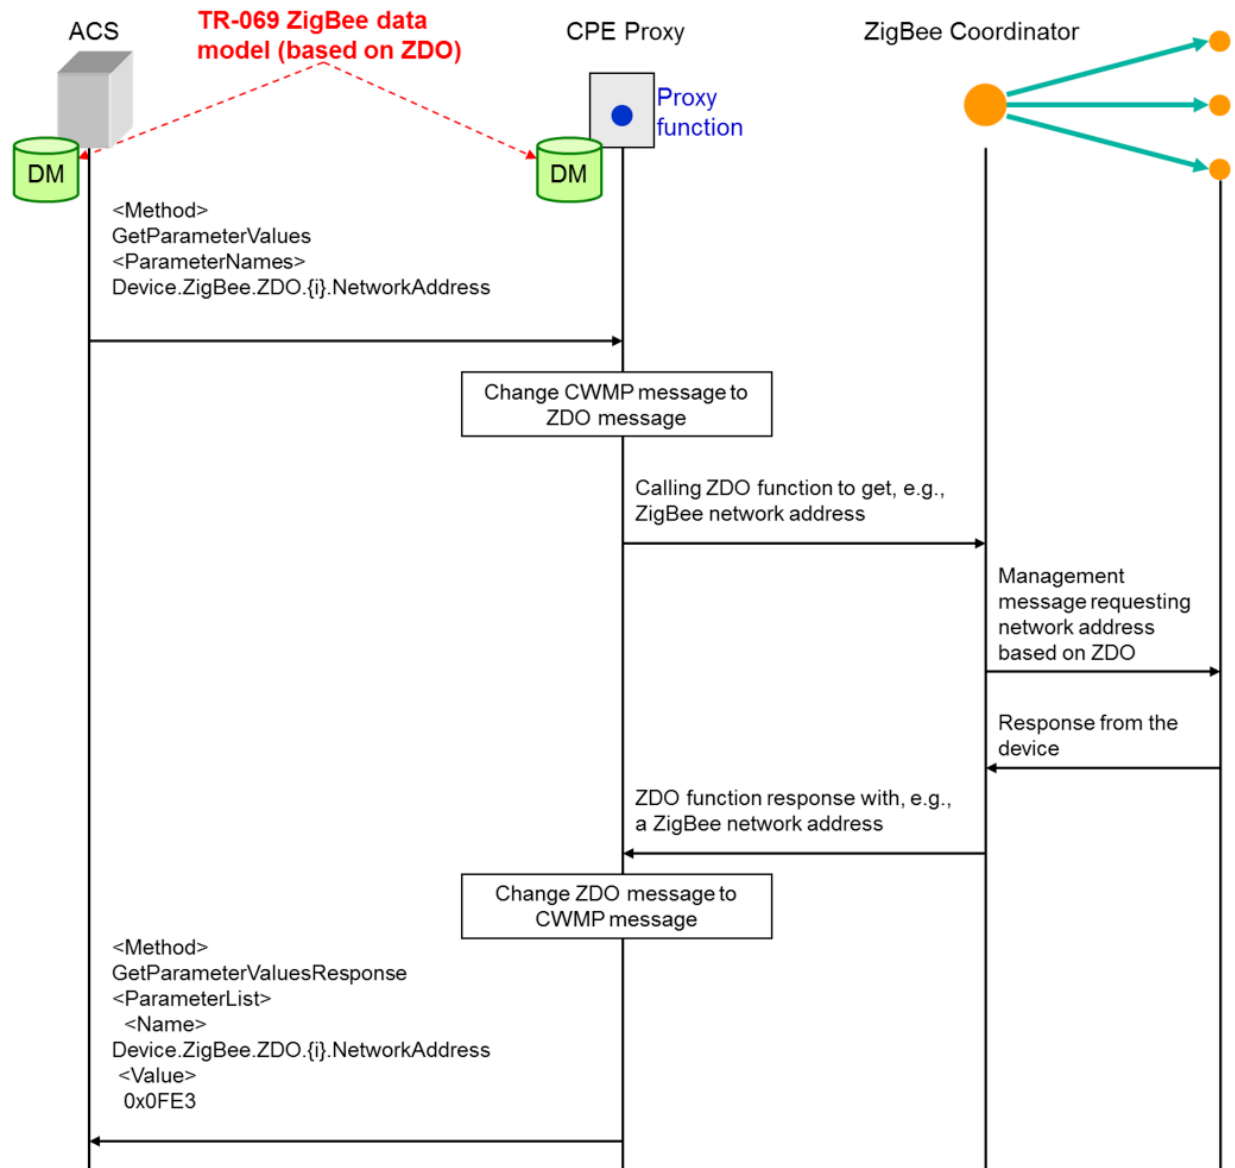 ACS
TR-069 ZigBee data
model (based on ZDO)
CPE Proxy
ZigBee Coordinator
Proxy
function
DM
DM
<Method>
GetParameterValues
<ParameterNames>
Device.ZigBee.ZDO.{i}.NetworkAddress
Change CWMP message to
ZDO message
Calling ZDO function to get, e.g.,
ZigBee network address
Management
message requesting
network address
based on ZDO
Response from the
device
ZDO function response with, e.g.,
a ZigBee network address
Change ZDO message to
CWMP message
<Method>
GetParameterValuesResponse
<ParameterList>
<Name>
Device.ZigBee.ZDO.{i}.NetworkAddress
<Value>
0x0FE3